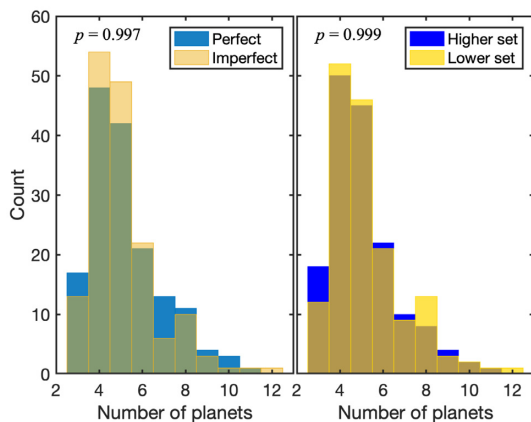 p = 0.997
Perfect
Imperfect
p = 0.999
Higher set
Lower set
60
50
40
30
20
10
0
Count
2 4 6 8 10 12
2 4 6 8 10 12
Number of planets
Number of planets